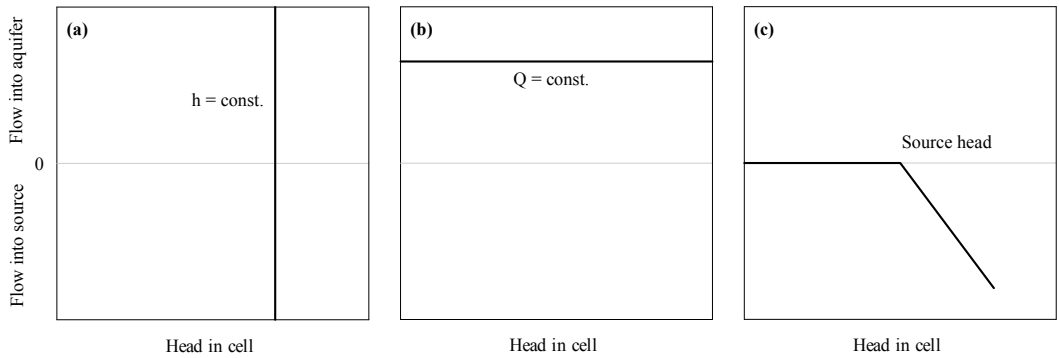 (a)
(b)
(c)
Flow into aquifer
h = const.
Q = const.
Source head
0
Flow into source
Head in cell
Head in cell
Head in cell